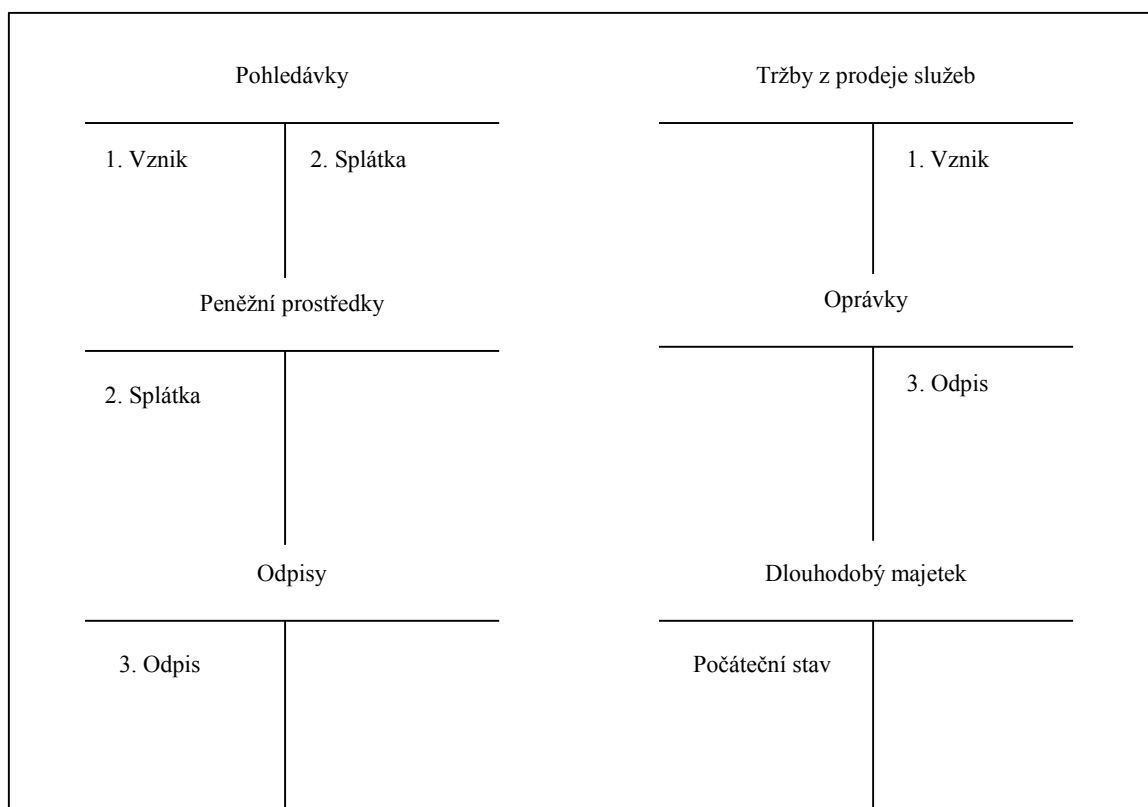 Pohledávky
Tržby z prodeje služeb
1. Vznik
2. Splátka
1. Vznik
Peněžní prostředky
Oprávky
2. Splátka
3. Odpis
Odpisy
Dlouhodobý majetek
3. Odpis
Počáteční stav